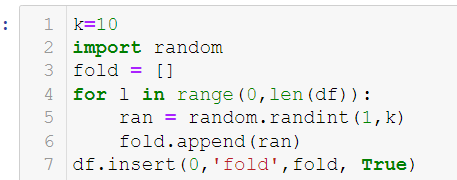 :
1 k=10
2 import random
3 fold = []
4 for l in range(0,len(df)):
5     ran = random.randint(1,k)
6     fold.append(ran)
7 df.insert(0,'fold',fold, True)